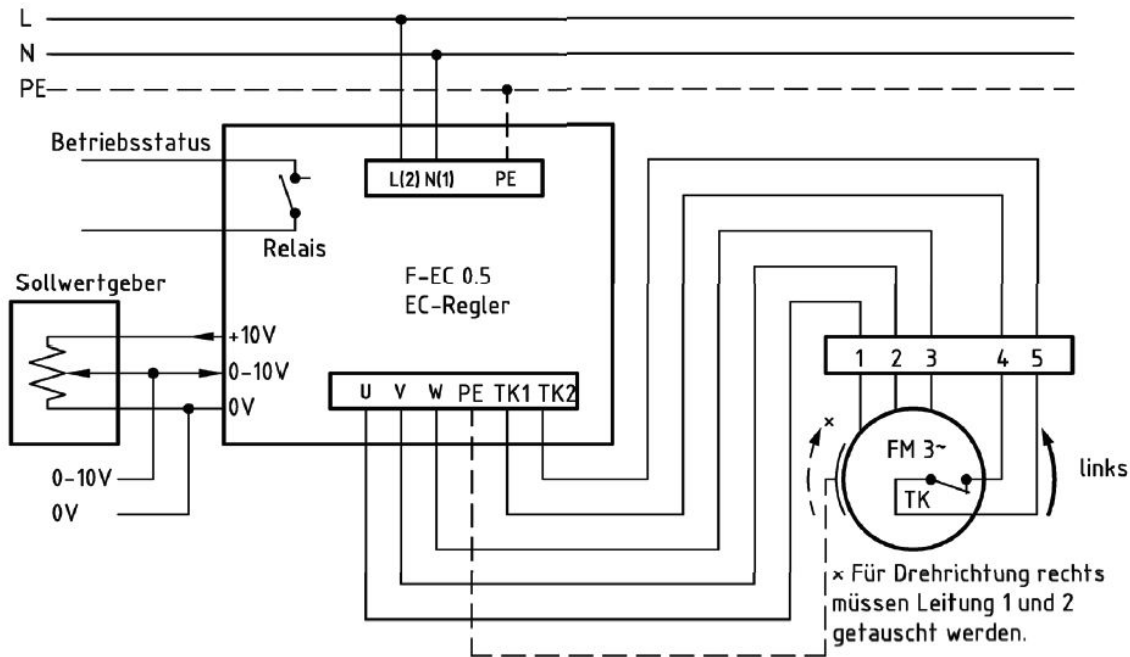 L
N
PE
Betriebsstatus
L(2) N(1) PE
Relais
F-EC 0.5
EC-Regler
Sollwertgeber
+10V
0-10V
0V
U V W PE TK1 TK2
0-10V
0V
1 2 3 4 5
×
FM 3~
TK
links
× Für Drehrichtung rechts
müssen Leitung 1 und 2
getauscht werden.